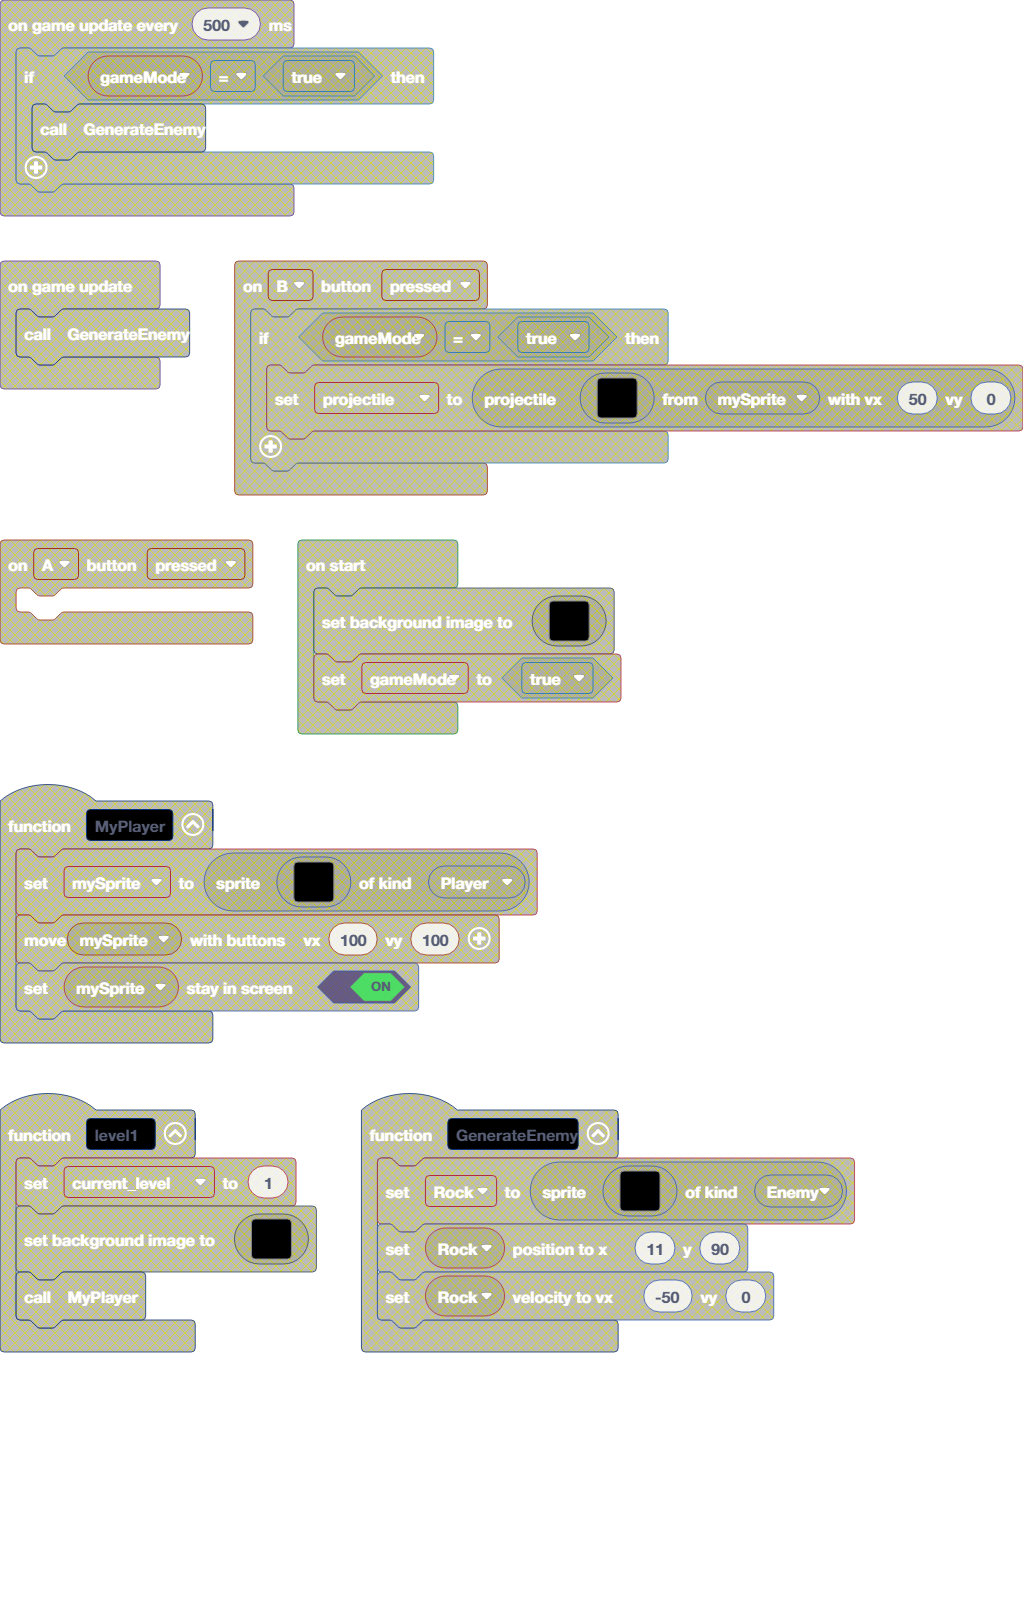 on game update every 500 ms
if gameMode = true then
call GenerateEnemy
on game update
call GenerateEnemy
on B button pressed
if gameMode = true then
set projectile to projectile from mySprite with vx 50 vy 0
on A button pressed
on start
set background image to
set gameMode to true
function MyPlayer
set mySprite to sprite of kind Player
move mySprite with buttons vx 100 vy 100
set mySprite stay in screen ON
function level1
set current_level to 1
set background image to
call MyPlayer
function GenerateEnemy
set Rock to sprite of kind Enemy
set Rock position to x 11 y 90
set Rock velocity to vx -50 vy 0